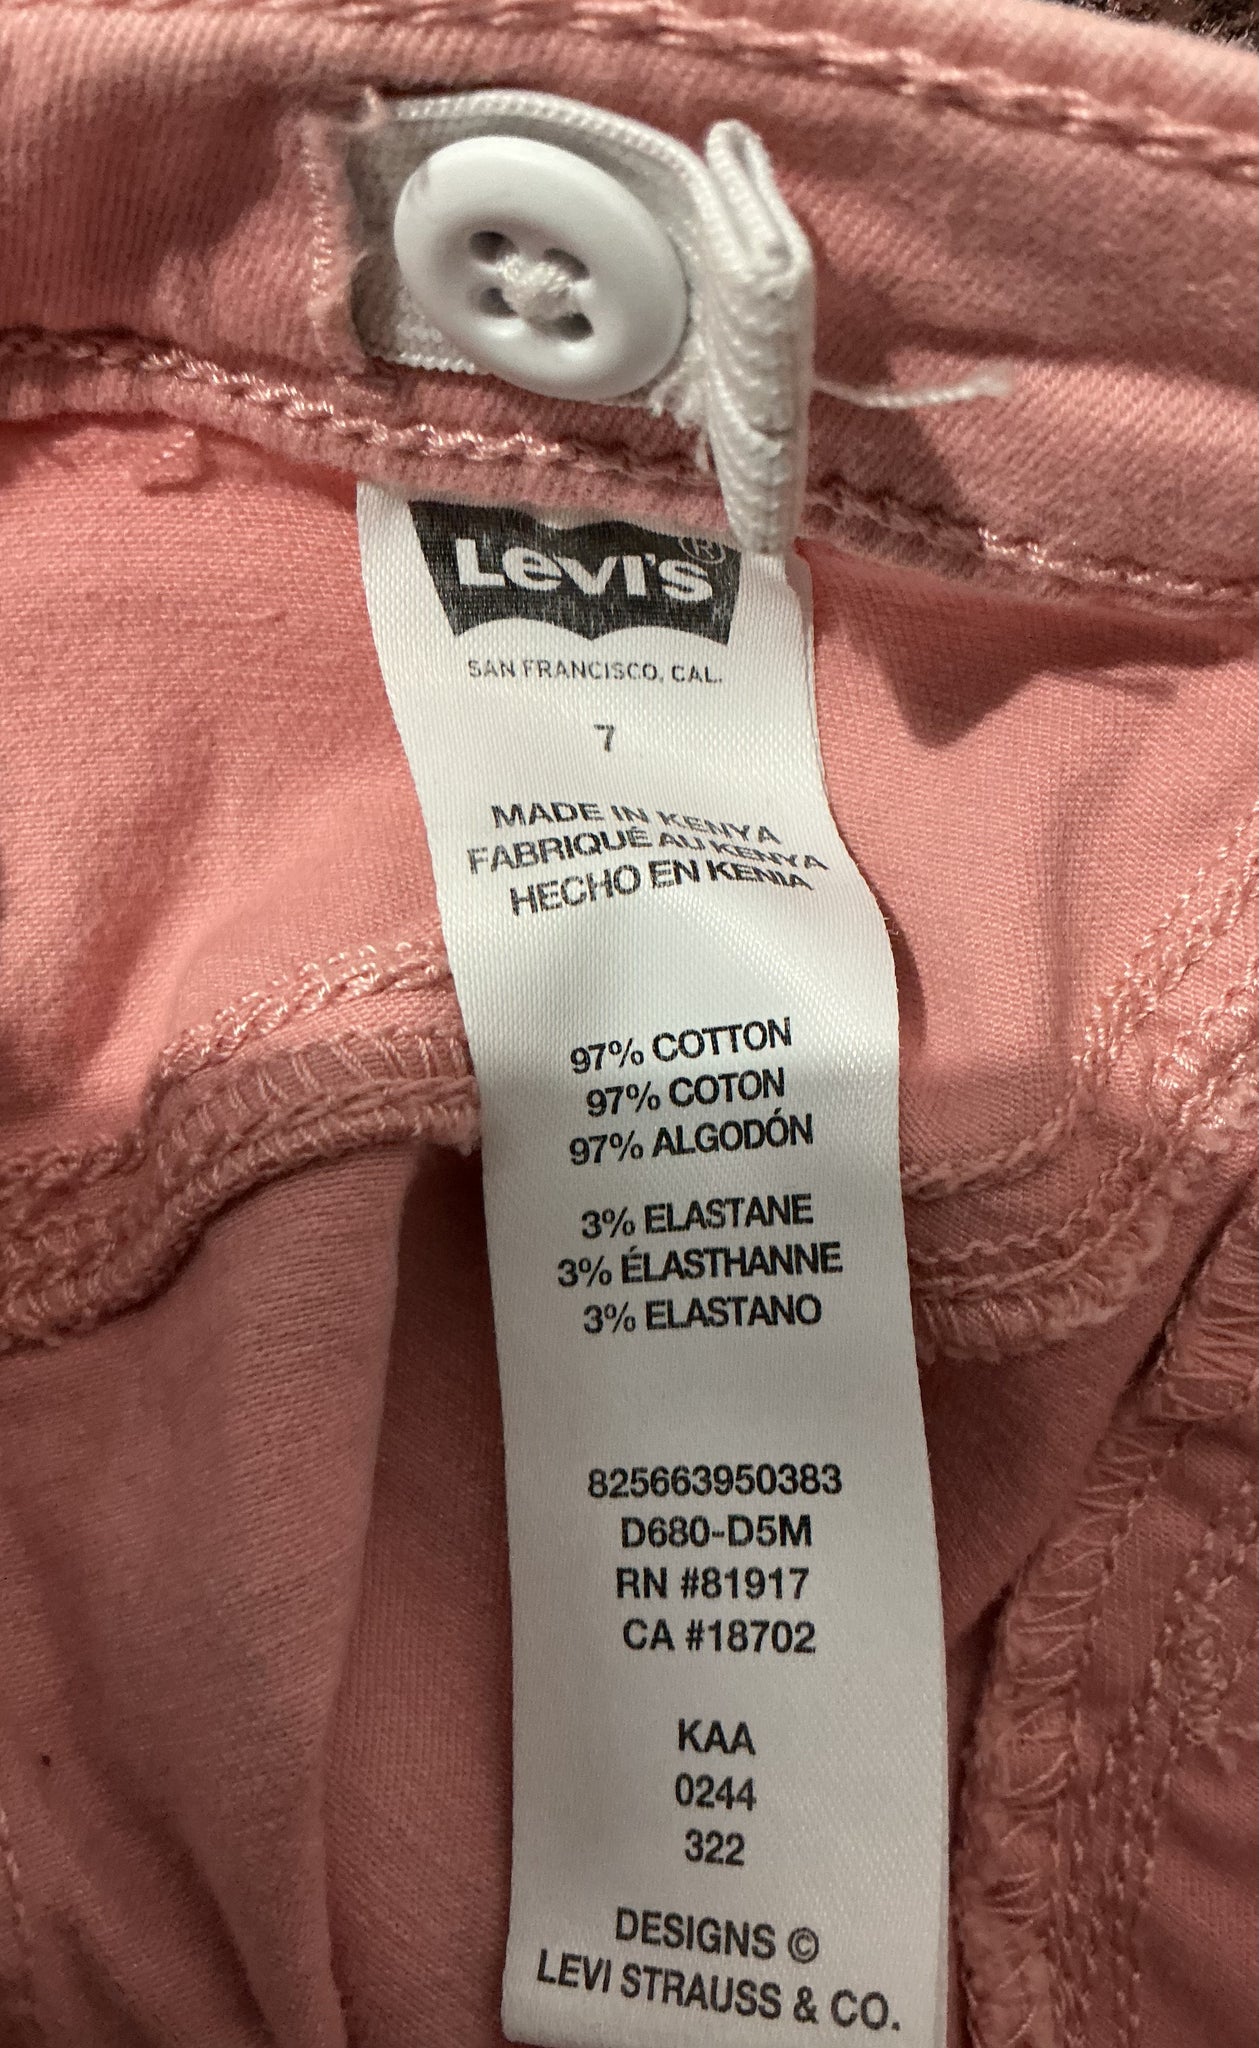 Levi's®
SAN FRANCISCO, CAL.
7
MADE IN KENYA
FABRIQUÉ AU KENYA
HECHO EN KENIA
97% COTTON
97% COTON
97% ALGODÓN
3% ELASTANE
3% ÉLASTHANNE
3% ELASTANO
825663950383
D680-D5M
RN #81917
CA #18702
KAA
0244
322
DESIGNS ©
LEVI STRAUSS & CO.